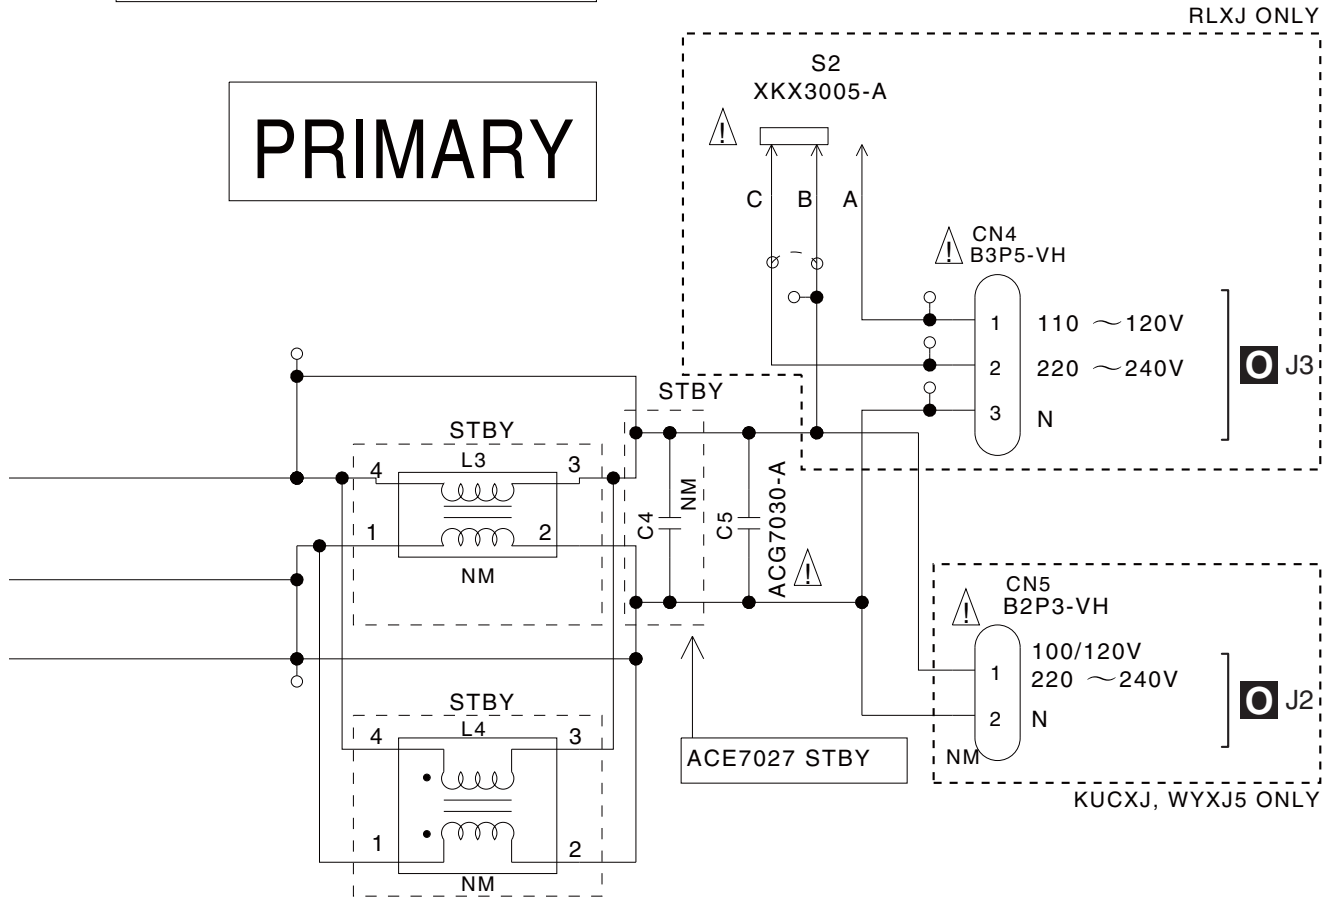 RLXJ ONLY
S2
XKX3005-A
!
PRIMARY
C B A
CN4
! B3P5-VH
1 110 ～120V
2 220 ～240V
O J3
3 N
STBY
STBY
4 L3 3
1 2
NM
C4
NM
C5
ACG7030-A
!
CN5
! B2P3-VH
100/120V
1 220 ～240V
O J2
2 N
NM
KUCXJ, WYXJ5 ONLY
ACE7027 STBY
STBY
4 L4 3
1 2
NM